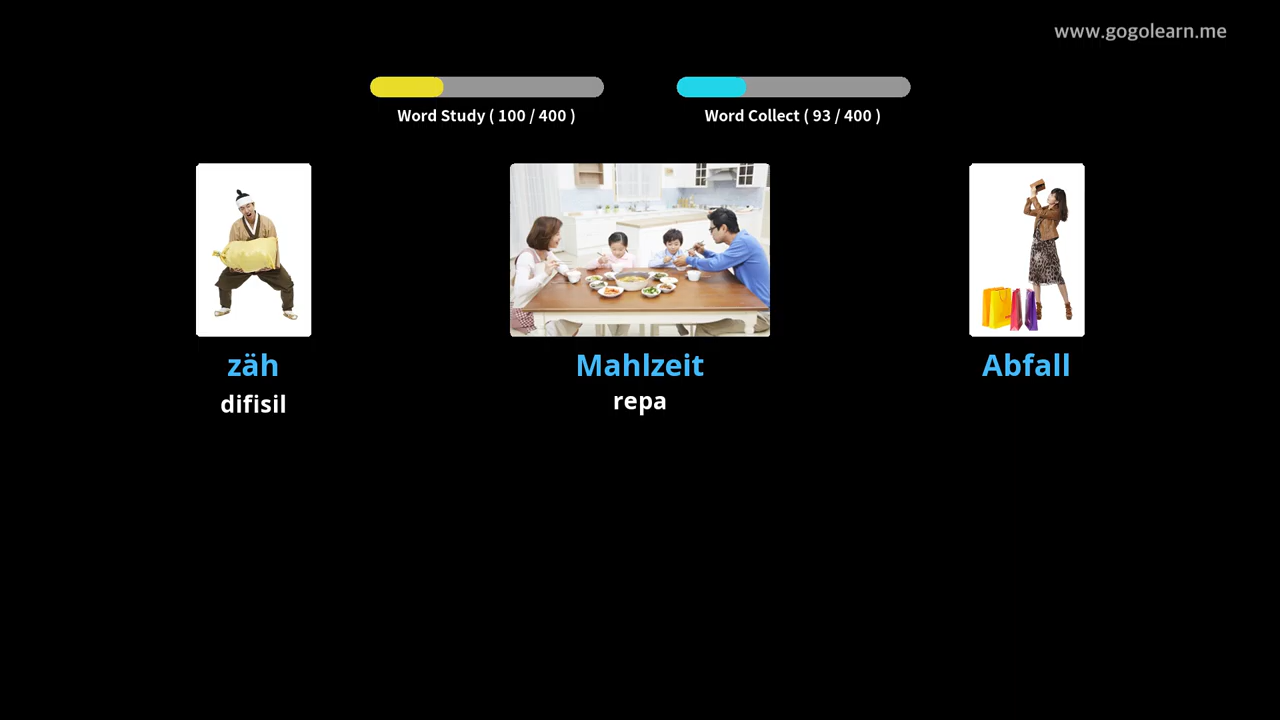 www.gogolearn.me
Word Study ( 100 / 400 )
Word Collect ( 93 / 400 )
zäh
Mahlzeit
Abfall
difisil
repa